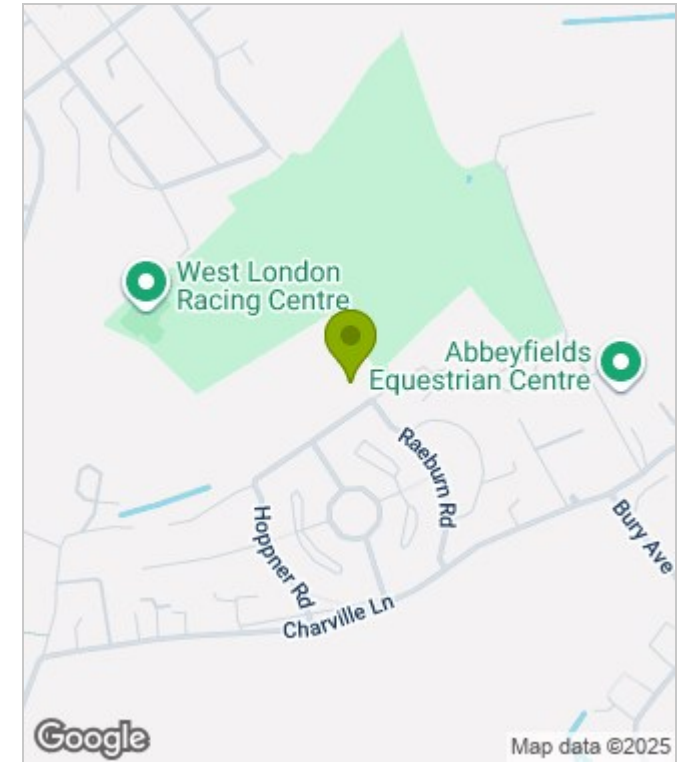 West London
Racing Centre
Abbeyfields
Equestrian Centre
Raeburn Rd
Hoppner Rd
Bury Ave
Charville Ln
Google
Map data ©2025